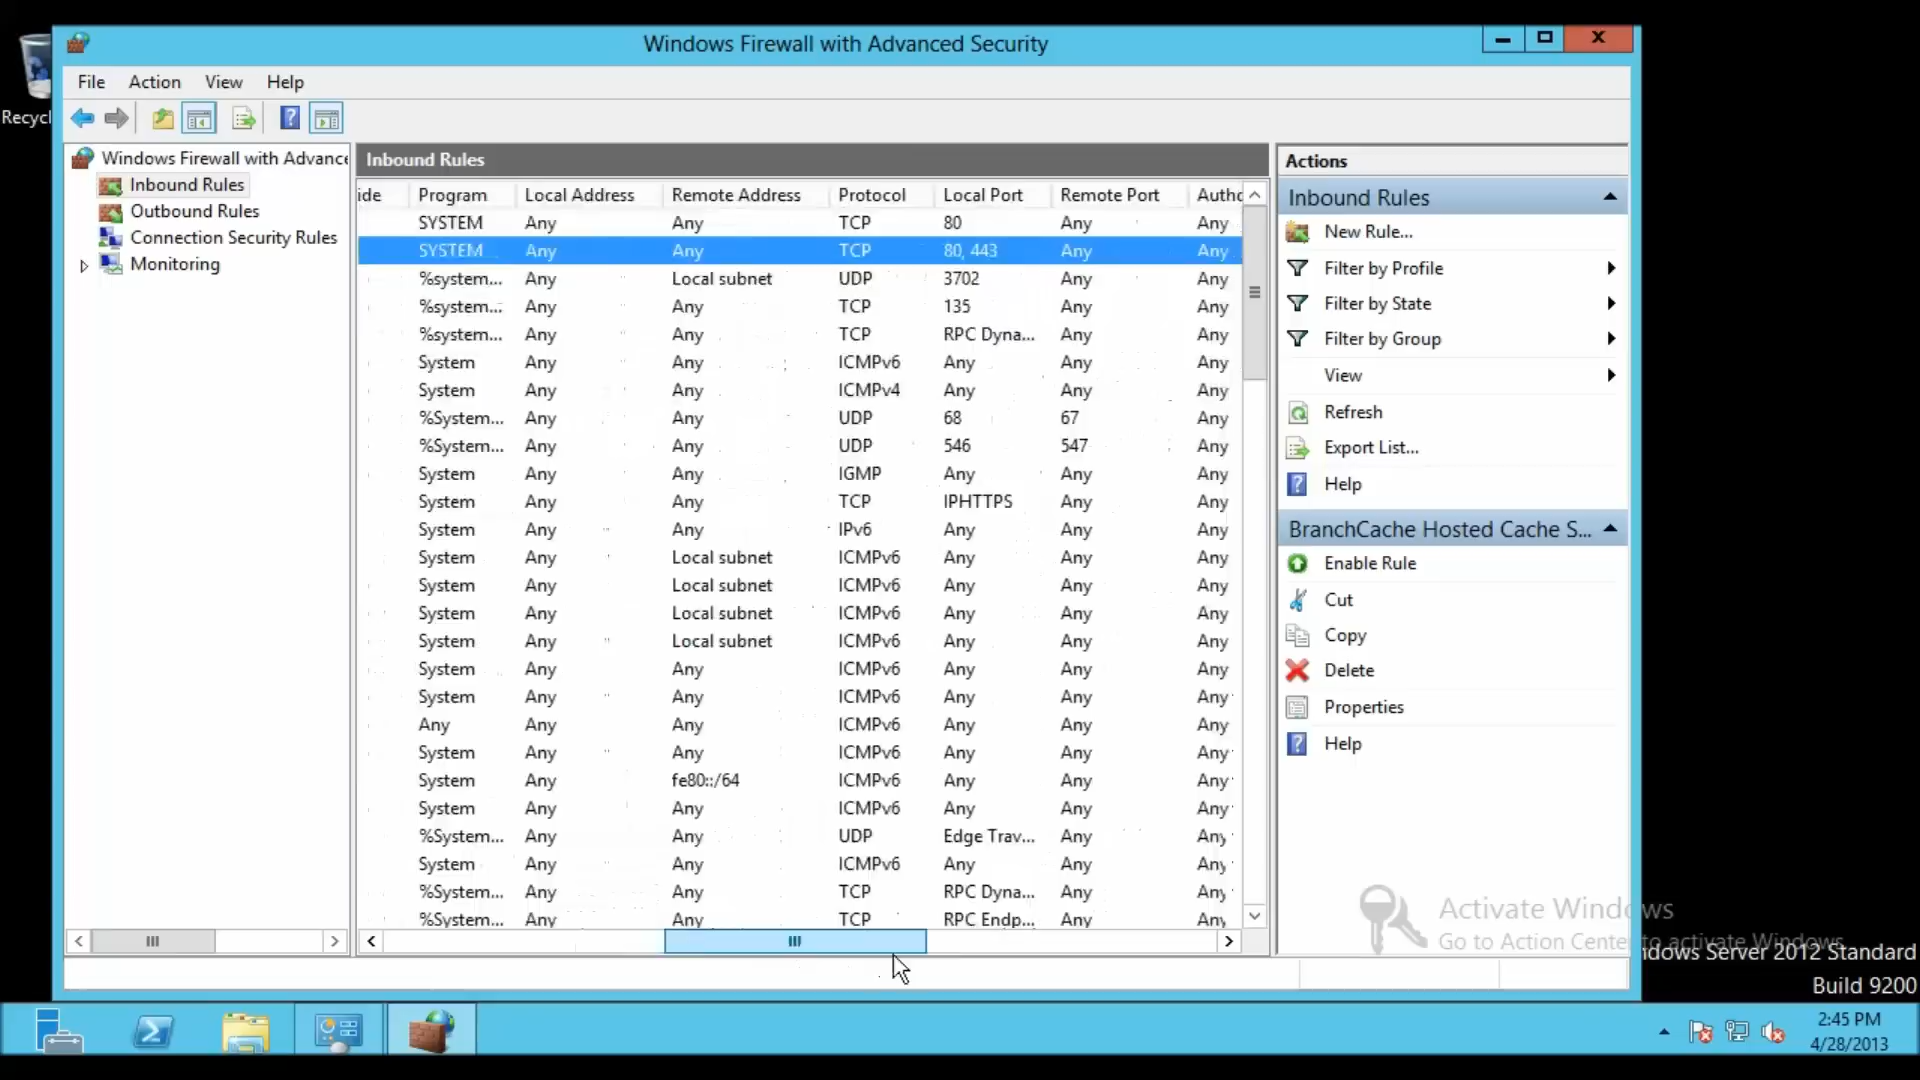 Recycl
Windows Firewall with Advanced Security
File Action View Help
Windows Firewall with Advance
Inbound Rules
Outbound Rules
Connection Security Rules
Monitoring
Inbound Rules
ide Program Local Address Remote Address Protocol Local Port Remote Port Autho
SYSTEM Any Any TCP 80 Any Any
SYSTEM Any Any TCP 80, 443 Any Any
%system... Any Local subnet UDP 3702 Any Any
%system... Any Any TCP 135 Any Any
%system... Any Any TCP RPC Dyna... Any Any
System Any Any ICMPv6 Any Any Any
System Any Any ICMPv4 Any Any Any
%System... Any Any UDP 68 67 Any
%System... Any Any UDP 546 547 Any
System Any Any IGMP Any Any Any
System Any Any TCP IPHTTPS Any Any
System Any Any IPv6 Any Any Any
System Any Local subnet ICMPv6 Any Any Any
System Any Local subnet ICMPv6 Any Any Any
System Any Local subnet ICMPv6 Any Any Any
System Any Local subnet ICMPv6 Any Any Any
System Any Any ICMPv6 Any Any Any
System Any Any ICMPv6 Any Any Any
Any Any Any ICMPv6 Any Any Any
System Any Any ICMPv6 Any Any Any
System Any fe80::/64 ICMPv6 Any Any Any
System Any Any ICMPv6 Any Any Any
%System... Any Any UDP Edge Trav... Any Any
System Any Any ICMPv6 Any Any Any
%System... Any Any TCP RPC Dyna... Any Any
%System... Any Any TCP RPC Endp... Any Any
Actions
Inbound Rules
New Rule...
Filter by Profile
Filter by State
Filter by Group
View
Refresh
Export List...
Help
BranchCache Hosted Cache S...
Enable Rule
Cut
Copy
Delete
Properties
Help
Activate Windows
Go to Action Center to activate Windows.
ndows Server 2012 Standard
Build 9200
2:45 PM
4/28/2013